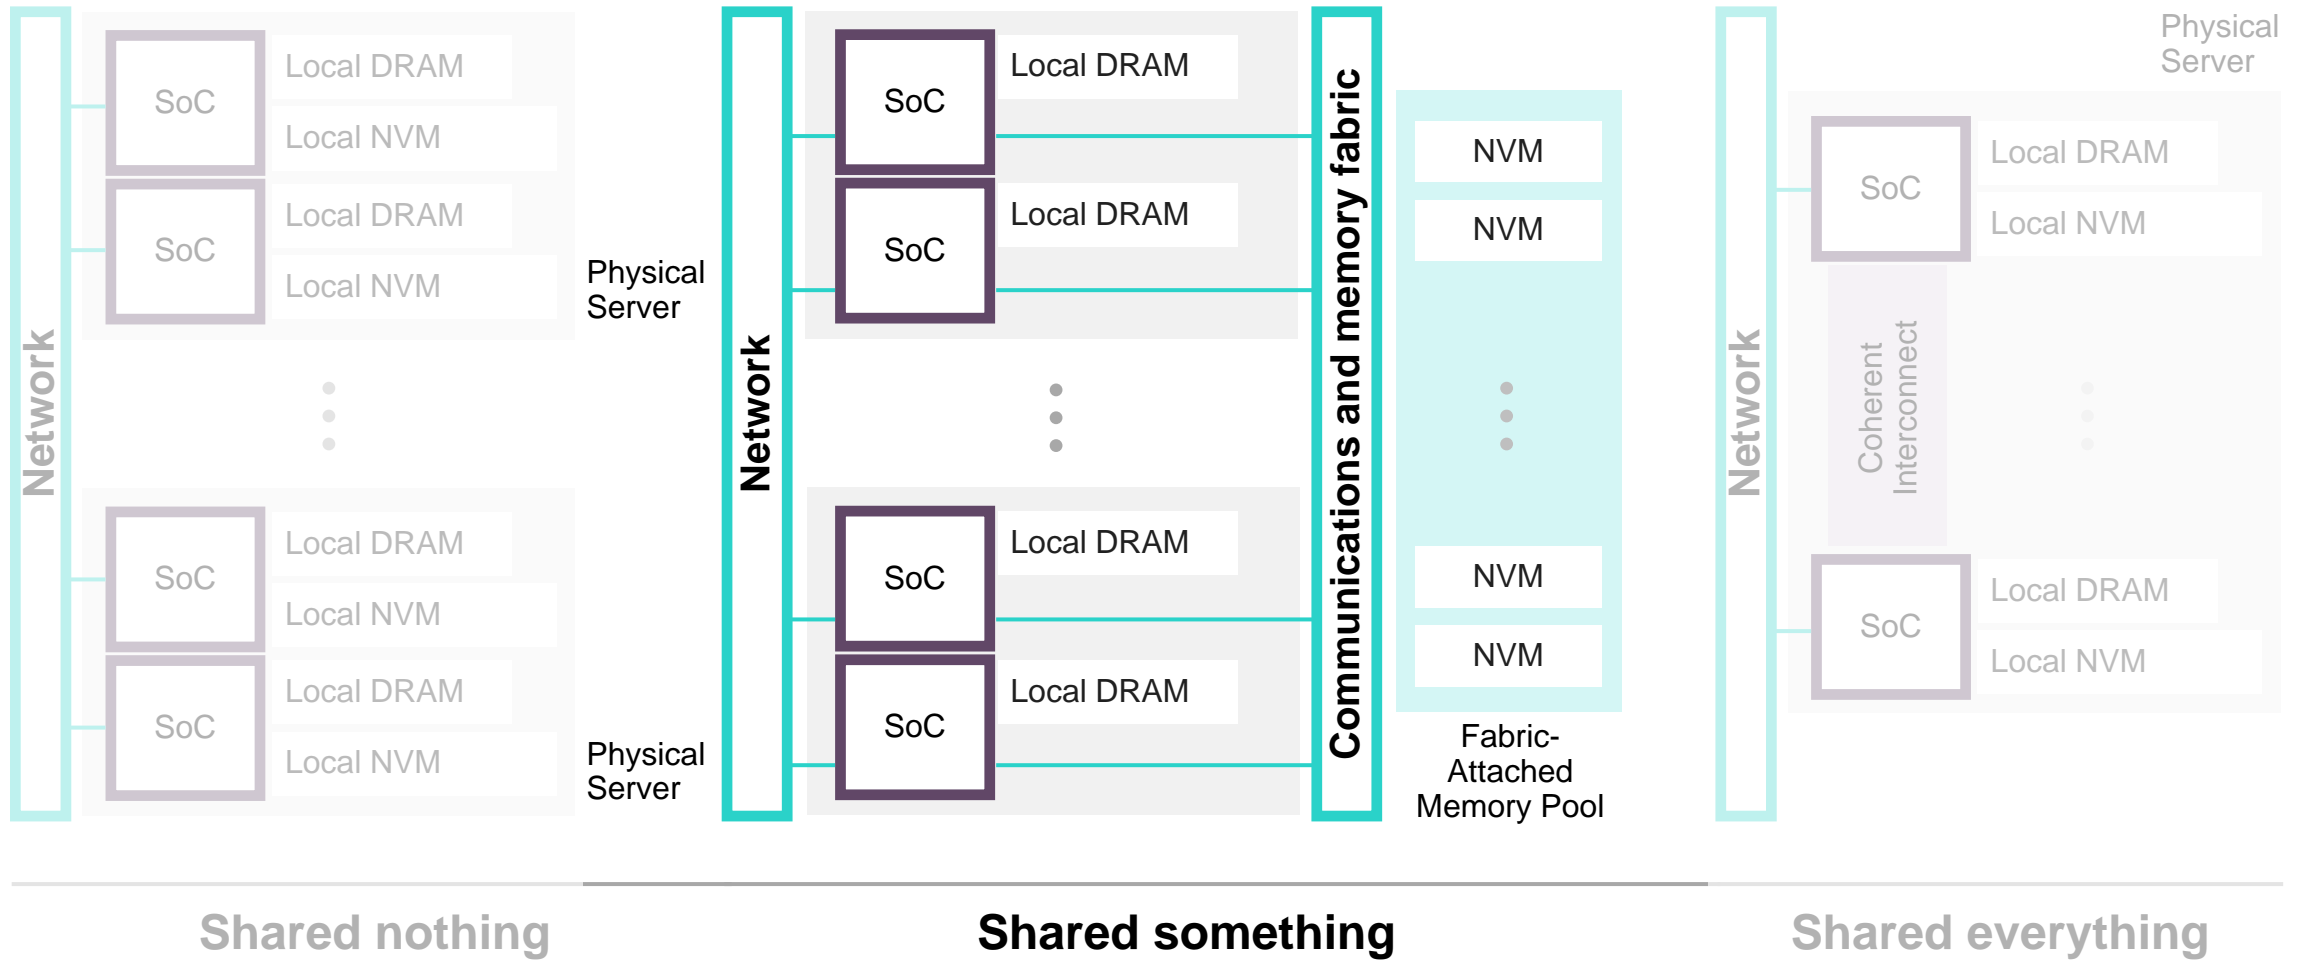 Network
SoC
Local DRAM
Local NVM
SoC
Local DRAM
Local NVM
SoC
Local DRAM
Local NVM
SoC
Local DRAM
Local NVM
Shared nothing
Physical
Server
Physical
Server
Network
SoC
Local DRAM
SoC
Local DRAM
SoC
Local DRAM
SoC
Local DRAM
Communications and memory fabric
NVM
NVM
NVM
NVM
Fabric-
Attached
Memory Pool
Shared something
Physical
Server
Network
SoC
Local DRAM
Local NVM
Coherent
Interconnect
SoC
Local DRAM
Local NVM
Shared everything